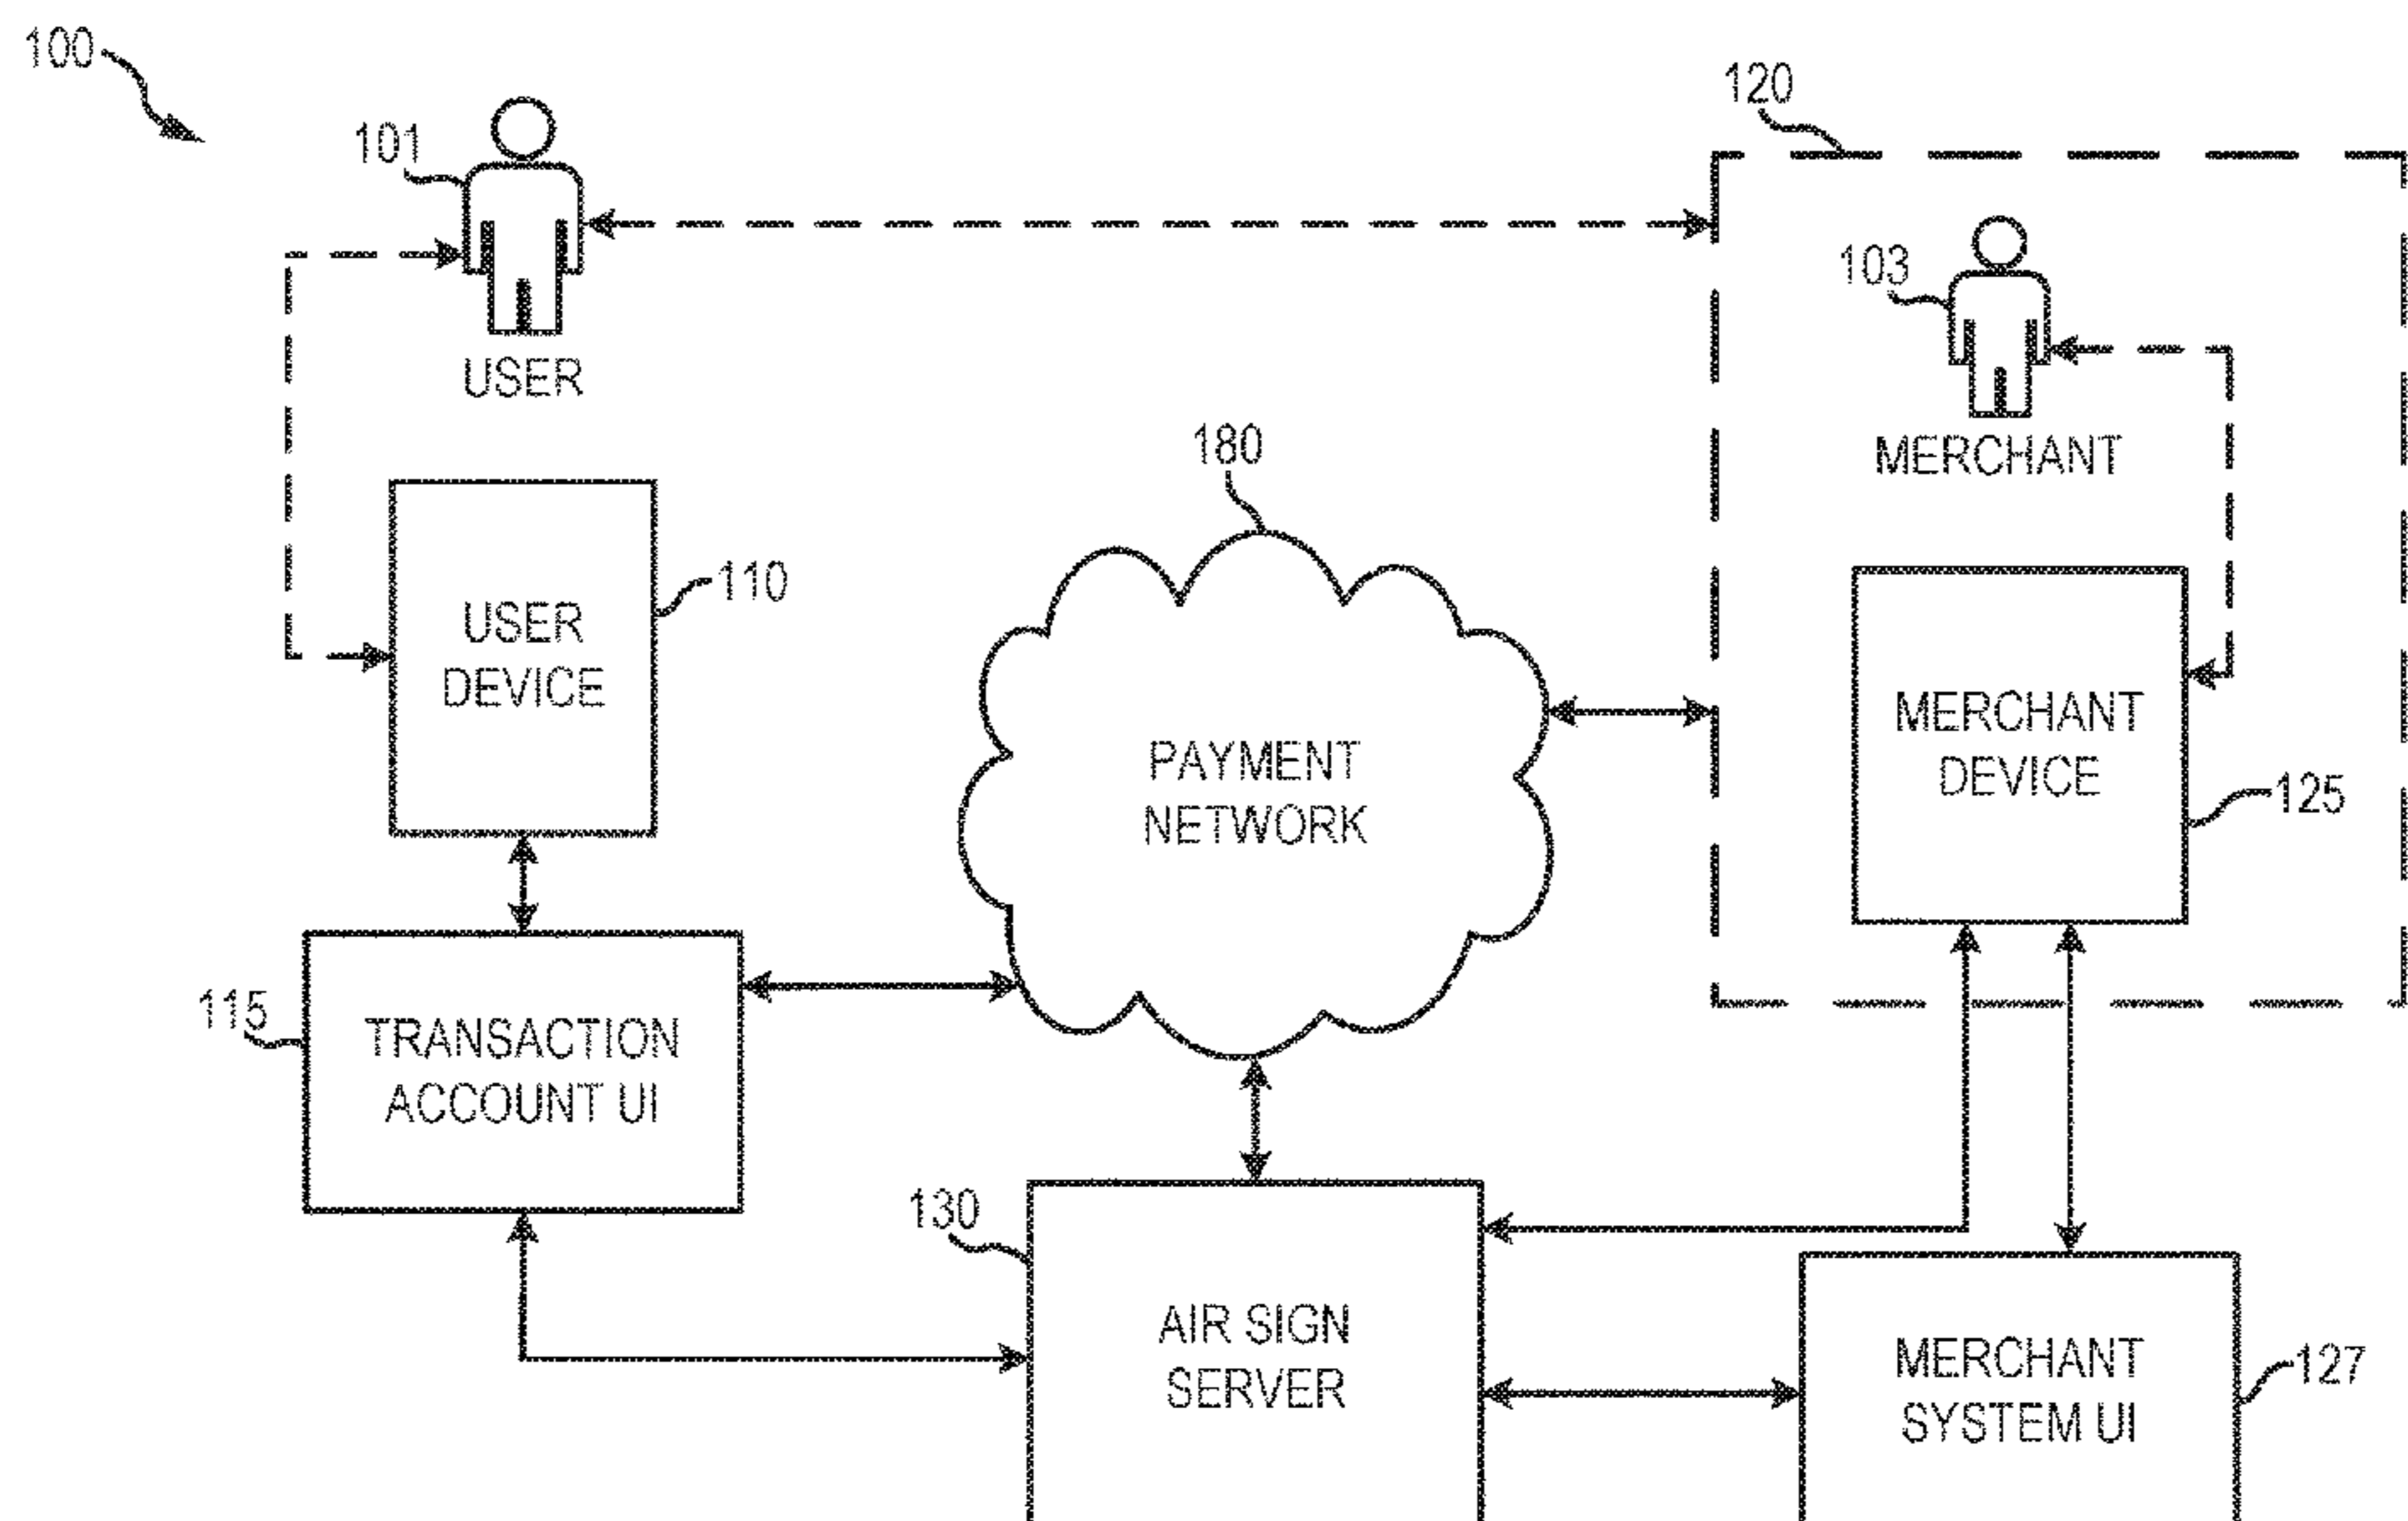 100
120
101
103
USER
MERCHANT
180
110
USER
DEVICE
MERCHANT
DEVICE
125
PAYMENT
NETWORK
115
TRANSACTION
ACCOUNT UI
130
AIR SIGN
SERVER
MERCHANT
SYSTEM UI
127